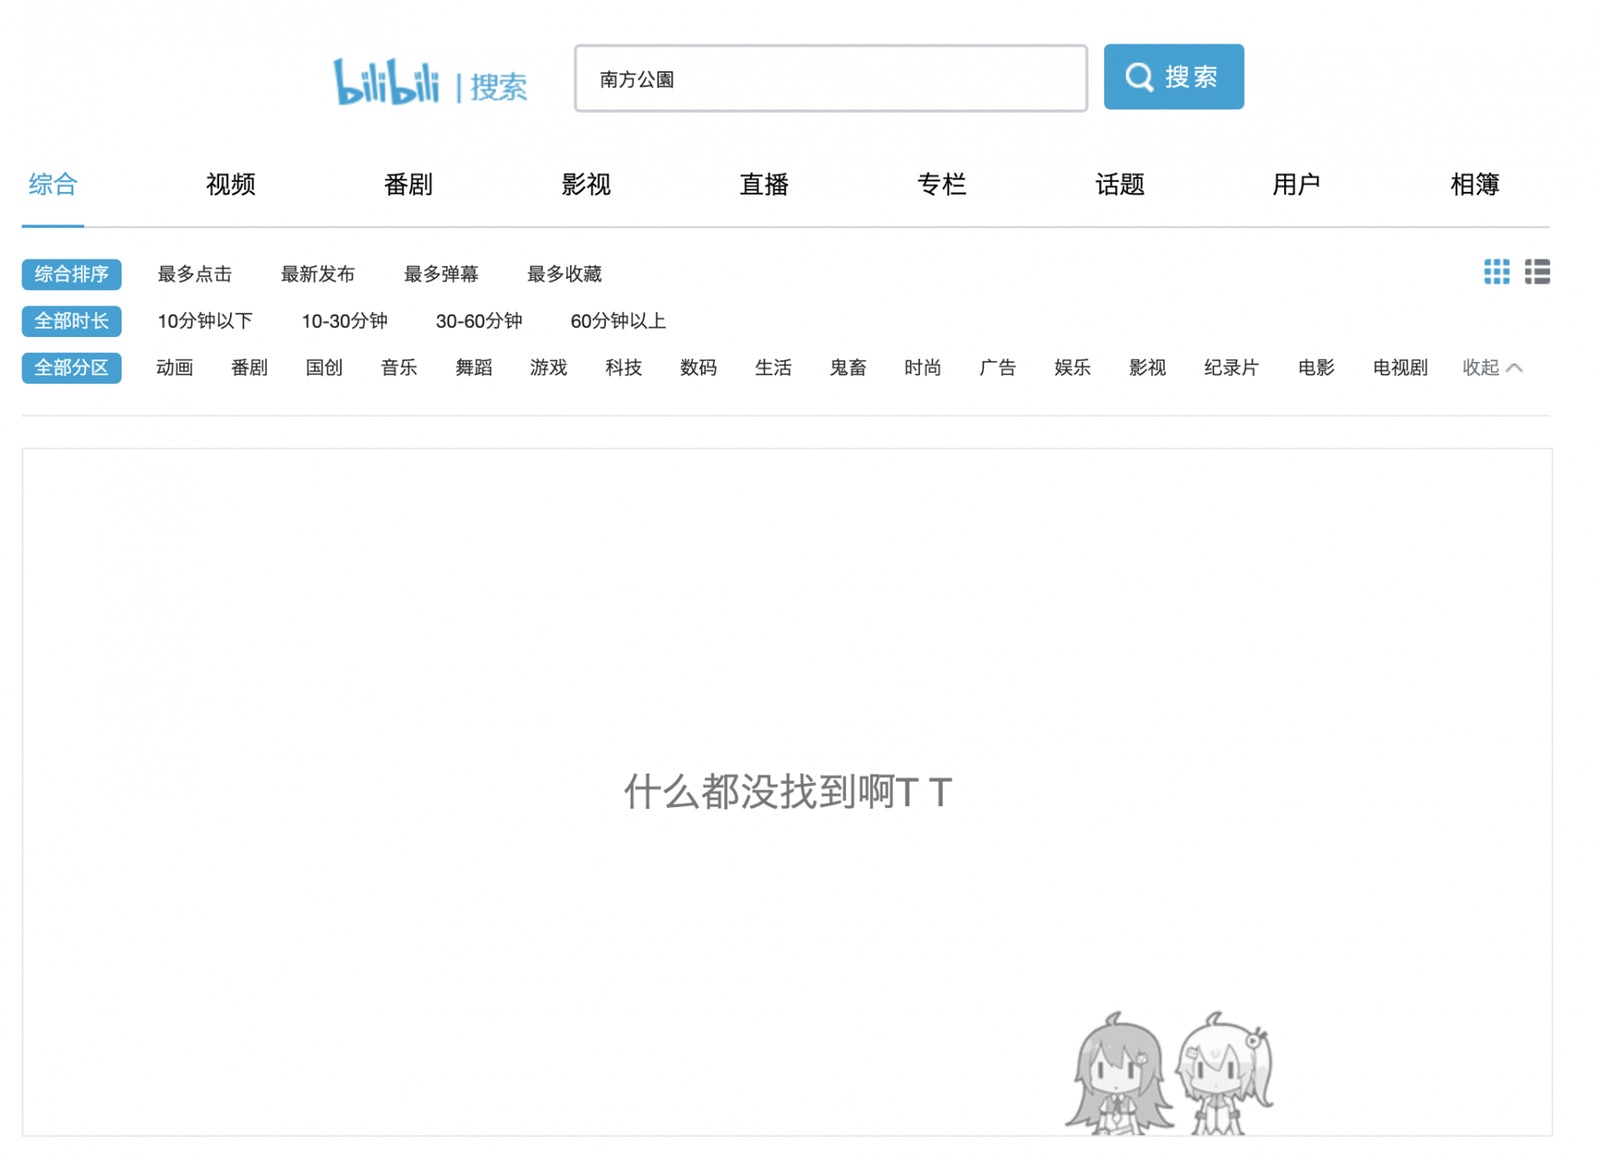 bilibili | 搜索 南方公園 搜索
综合 视频 番剧 影视 直播 专栏 话题 用户 相簿
综合排序 最多点击 最新发布 最多弹幕 最多收藏
全部时长 10分钟以下 10-30分钟 30-60分钟 60分钟以上
全部分区 动画 番剧 国创 音乐 舞蹈 游戏 科技 数码 生活 鬼畜 时尚 广告 娱乐 影视 纪录片 电影 电视剧 收起
什么都没找到啊T T